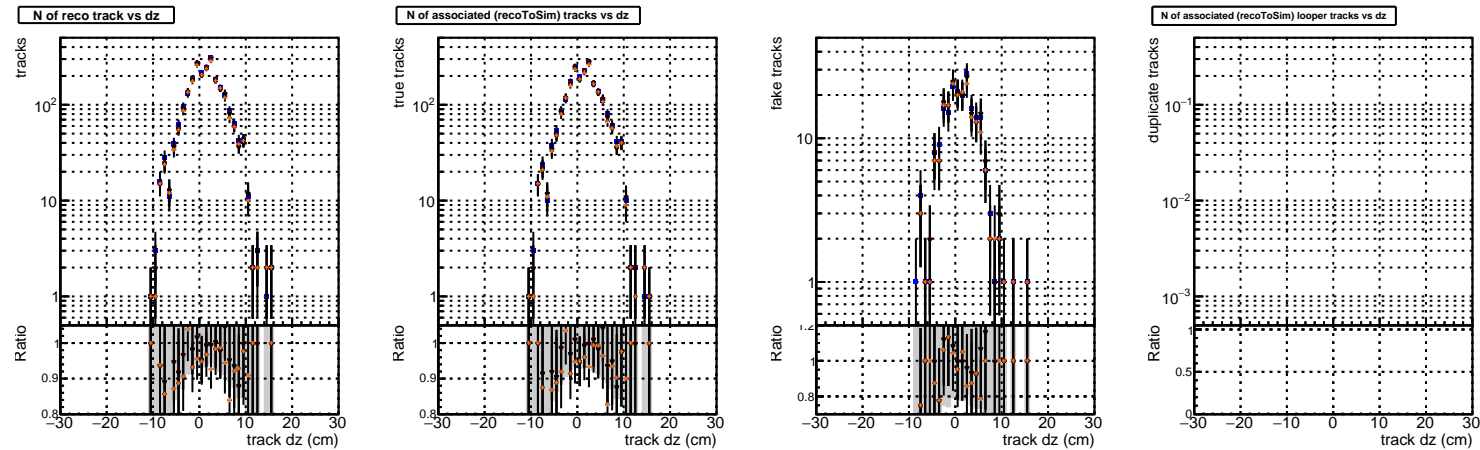 N of reco track vs dz
tracks
10²
10
1
Ratio
1
0.9
0.8
−30 −20 −10 0 10 20 30
track dz (cm)
N of associated (recoToSim) tracks vs dz
true tracks
10²
10
1
Ratio
1
0.9
0.8
−30 −20 −10 0 10 20 30
track dz (cm)
fake tracks
10
1
Ratio
1.2
1
0.8
−30 −20 −10 0 10 20 30
track dz (cm)
N of associated (recoToSim) looper tracks vs dz
duplicate tracks
10⁻¹
10⁻²
10⁻³
Ratio
1
0.5
0
−30 −20 −10 0 10 20 30
track dz (cm)